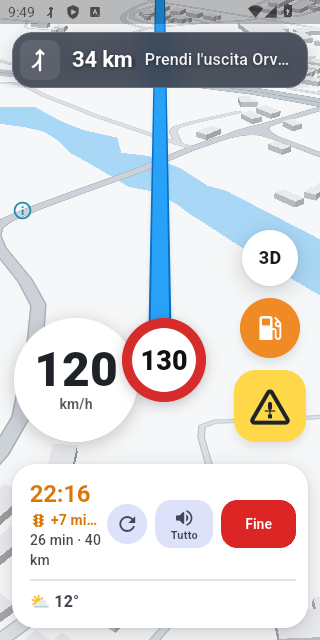 9:49
34 km Prendi l'uscita Orv…
3D
120
km/h
130
22:16
+7 mi…
26 min · 40
km
Tutto
Fine
12°